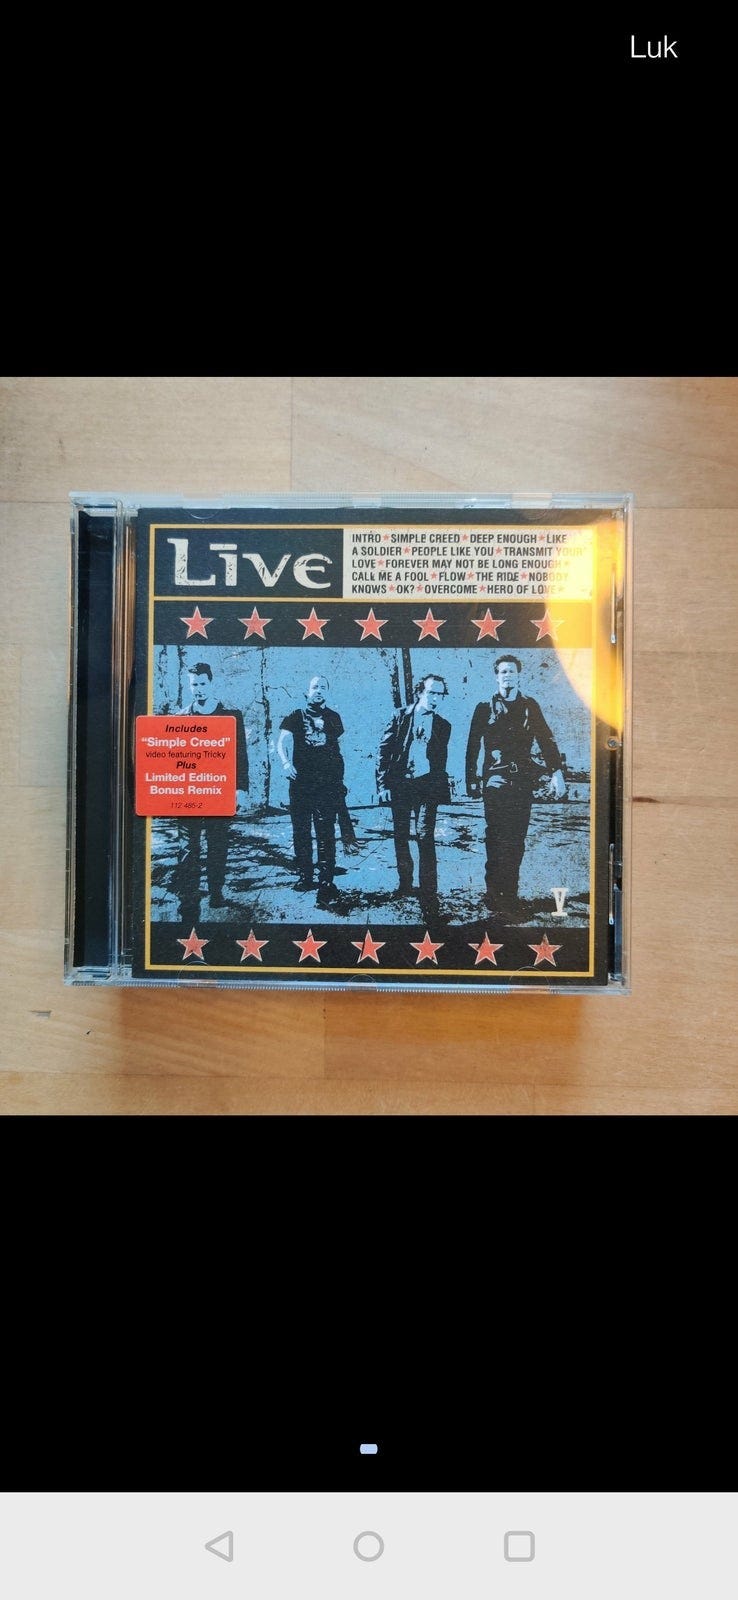 Luk
Līve
INTRO★SIMPLE CREED★DEEP ENOUGH★LIKE
A SOLDIER★PEOPLE LIKE YOU★TRANSMIT YOUR
LOVE★FOREVER MAY NOT BE LONG ENOUGH★
CALL ME A FOOL★FLOW★THE RIDE★NOBODY
KNOWS★OK?★OVERCOME★HERO OF LOVE★
Includes
"Simple Creed"
video featuring Tricky
Plus
Limited Edition
Bonus Remix
112 485-2
V